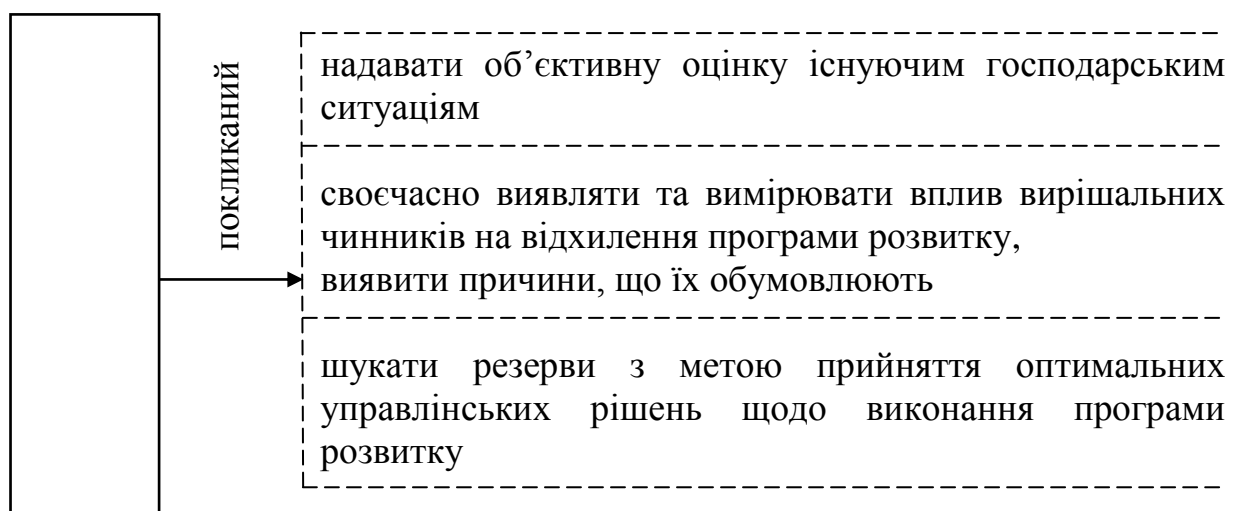 покликаний
надавати об’єктивну оцінку існуючим господарським
ситуаціям
своєчасно виявляти та вимірювати вплив вирішальних
чинників на відхилення програми розвитку,
виявити причини, що їх обумовлюють
шукати резерви з метою прийняття оптимальних
управлінських рішень щодо виконання програми
розвитку